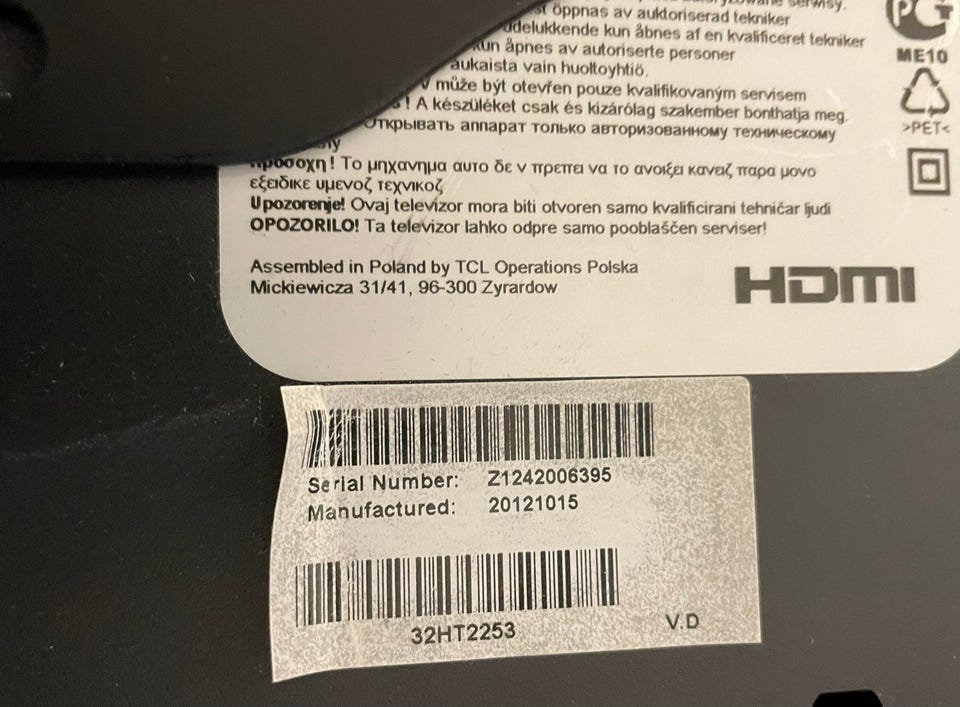 öppnas av auktoriserad tekniker
udelukkende kun åbnes af en kvalificeret tekniker
kun åpnes av autoriserte personer
aukaista vain huoltoyhtiö.
v může být otevřen pouze kvalifikovaným servisem
! A készüléket csak és kizárólag szakember bonthatja meg.
Открывать аппарат только авторизованному техническому
Προσοχη! Το μηχανημα αυτο δε ν πρεπει να το ανοιξει κανειζ παρα μονο
εξειδικε υμενοζ τεχνικοζ
Upozorenje! Ovaj televizor mora biti otvoren samo kvalificirani tehničar ljudi
OPOZORILO! Ta televizor lahko odpre samo pooblaščen serviser!
Assembled in Poland by TCL Operations Polska
Mickiewicza 31/41, 96-300 Zyrardow
ME10
>PET<
HDMI
Serial Number: Z1242006395
Manufactured: 20121015
32HT2253
V.D